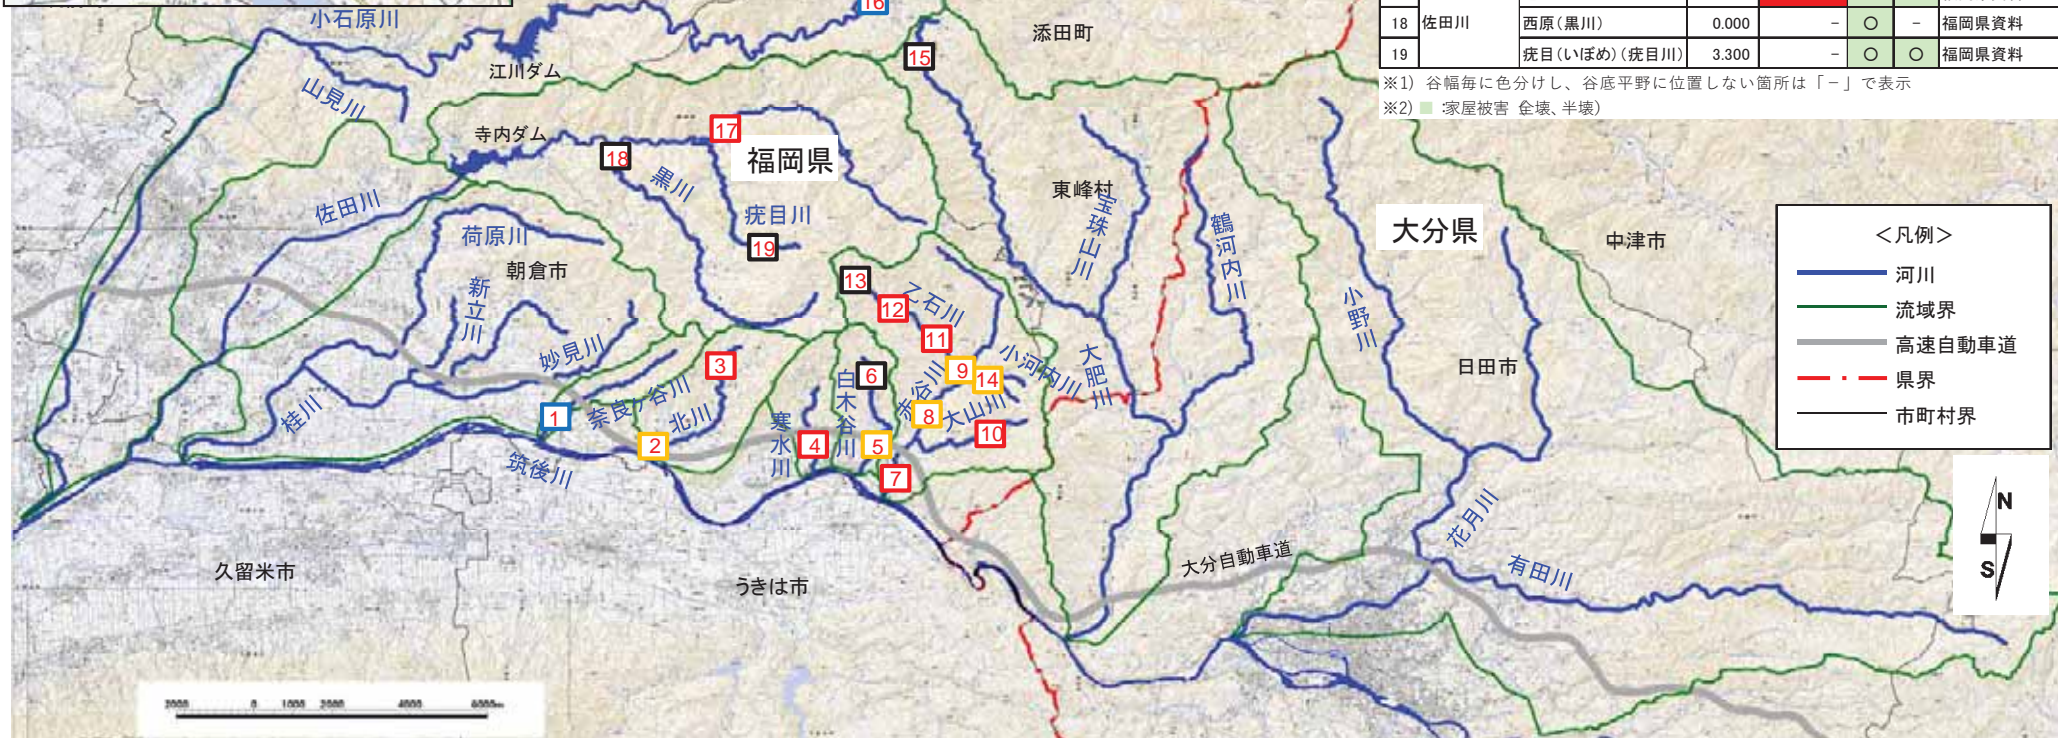 16
小石原川
添田町
18 佐田川 西原(黒川) 0.000 - ○ - 福岡県資料
19 疣目(いぼめ)(疣目川) 3.300 - ○ ○ 福岡県資料
※1) 谷幅毎に色分けし、谷底平野に位置しない箇所は「-」で表示
※2) :家屋被害 全壊、半壊)
15
江川ダム
山見川
寺内ダム
17
福岡県
18
黒川
東峰村
佐田川
疣目川
宝珠山川
鶴河内川
大分県
中津市
荷原川
19
朝倉市
新立川
13
乙石川
12
小野川
<凡例>
河川
流域界
高速自動車道
県界
市町村界
11
妙見川
3
6
9
14
小河内川
大肥川
日田市
白木谷川
赤谷川
桂川
1
奈良ヶ谷川
北川
2
寒水川
4
5
8
大山川
10
7
筑後川
花月川
N
S
大分自動車道
有田川
久留米市
うきは市
2000 0 1000 2000 4000 6000m